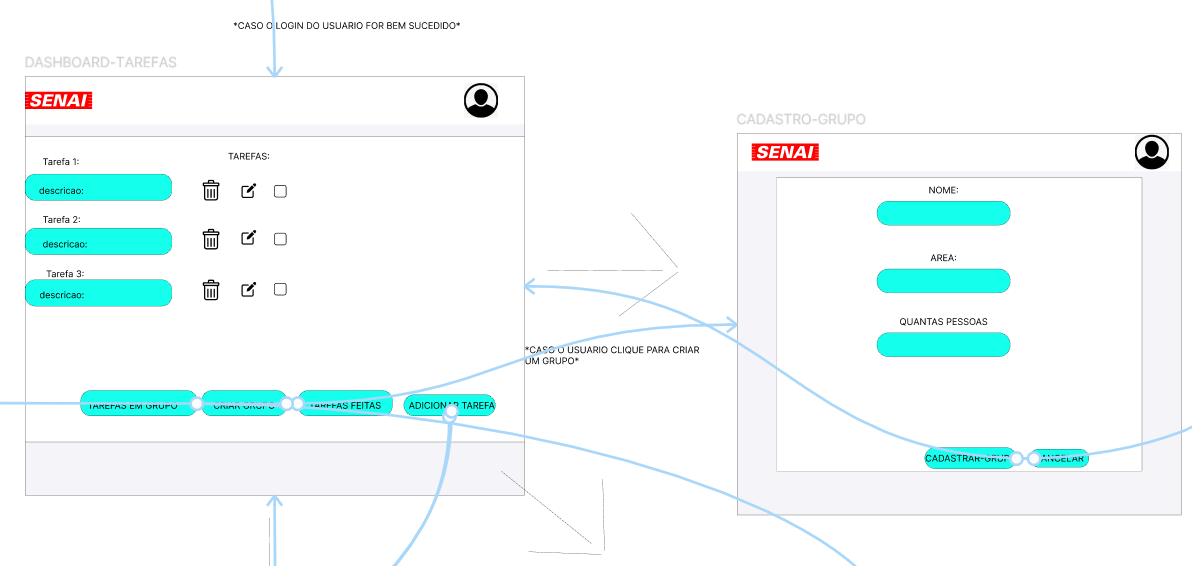 *CASO O LOGIN DO USUARIO FOR BEM SUCEDIDO*
DASHBOARD-TAREFAS
SENAI
TAREFAS:
Tarefa 1:
descricao:
Tarefa 2:
descricao:
Tarefa 3:
descricao:
TAREFAS EM GRUPO
CRIAR GRUPO
TAREFAS FEITAS
ADICIONAR TAREFA
*CASO O USUARIO CLIQUE PARA CRIAR
UM GRUPO*
CADASTRO-GRUPO
SENAI
NOME:
AREA:
QUANTAS PESSOAS
CADASTRAR-GRUP
ANCELAR